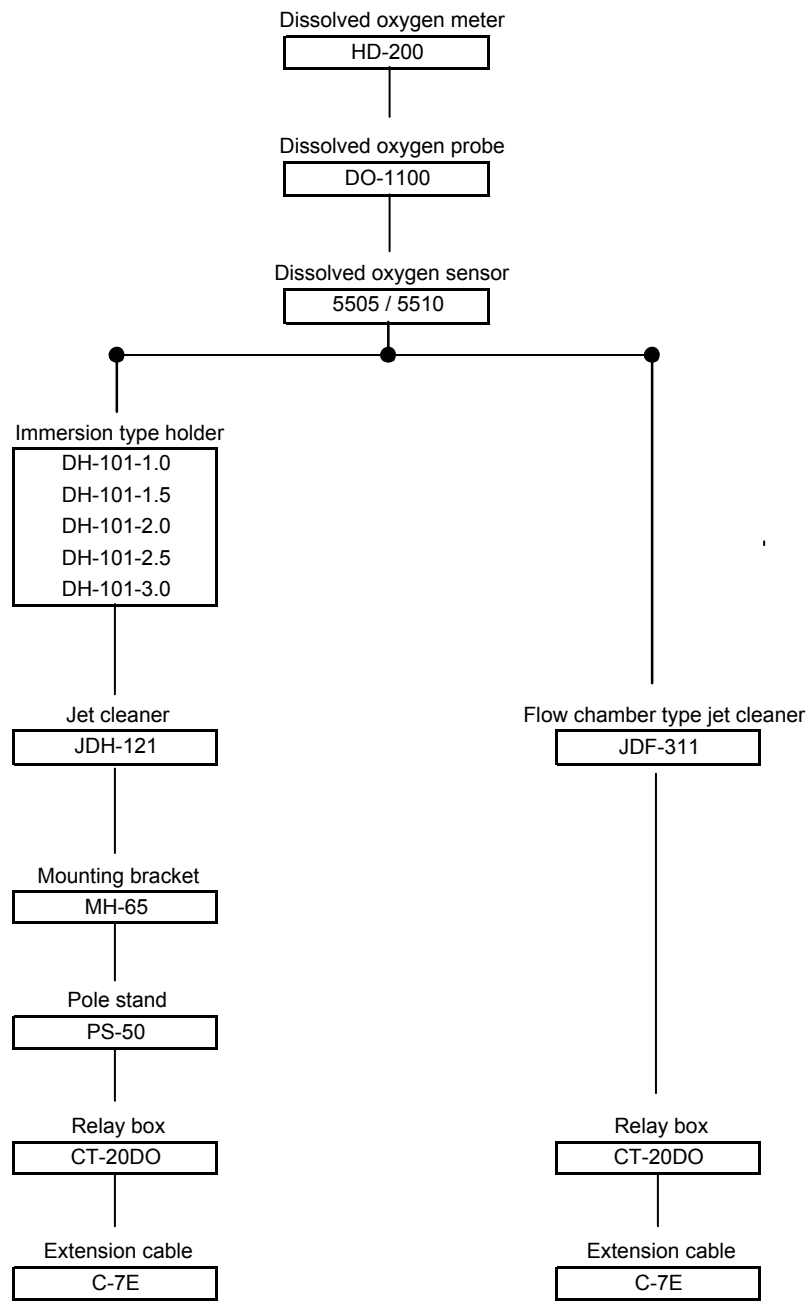 Dissolved oxygen meter
HD-200
Dissolved oxygen probe
DO-1100
Dissolved oxygen sensor
5505 / 5510
Immersion type holder
DH-101-1.0
DH-101-1.5
DH-101-2.0
DH-101-2.5
DH-101-3.0
Jet cleaner
JDH-121
Mounting bracket
MH-65
Pole stand
PS-50
Relay box
CT-20DO
Extension cable
C-7E
Flow chamber type jet cleaner
JDF-311
Relay box
CT-20DO
Extension cable
C-7E